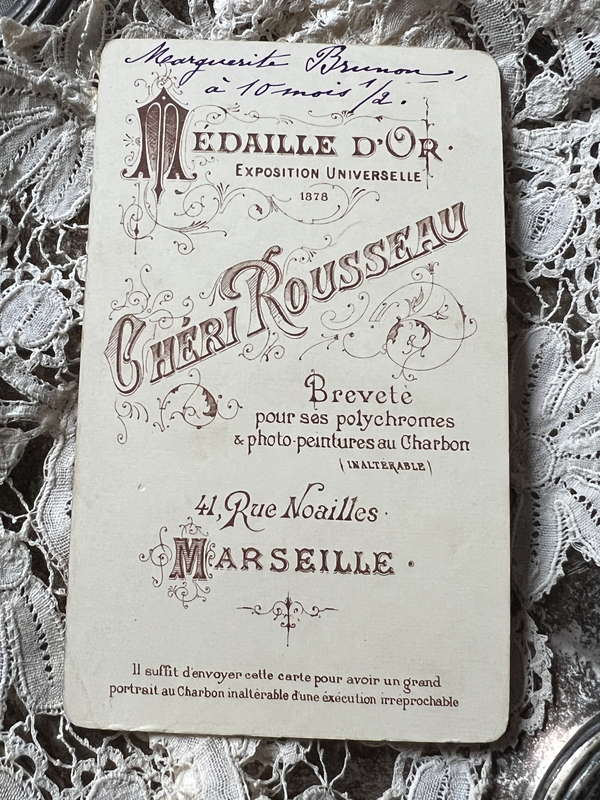 Marguerite Brunon,
à 10 mois 1/2.
MÉDAILLE D'OR.
EXPOSITION UNIVERSELLE
1878
CHÉRI ROUSSEAU
Breveté
pour ses polychromes
& photo-peintures au Charbon
(INALTÉRABLE)
41, Rue Noailles.
MARSEILLE.
Il suffit d'envoyer cette carte pour avoir un grand
portrait au Charbon inaltérable d'une exécution irréprochable